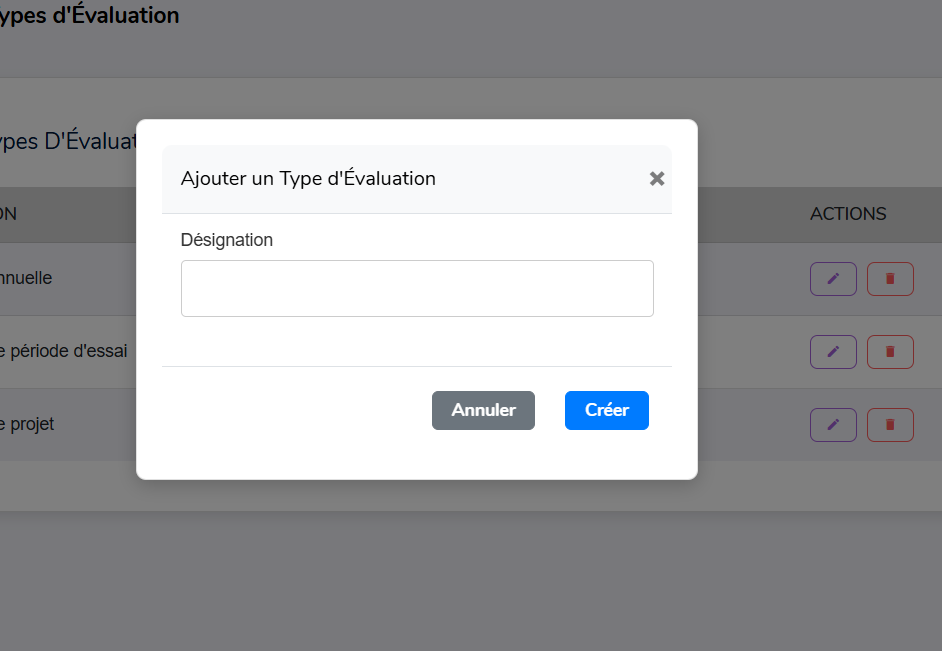 ypes d'Évaluation
ypes D'Évaluat
Ajouter un Type d'Évaluation
ON
ACTIONS
Désignation
nnuelle
e période d'essai
Annuler
Créer
e projet